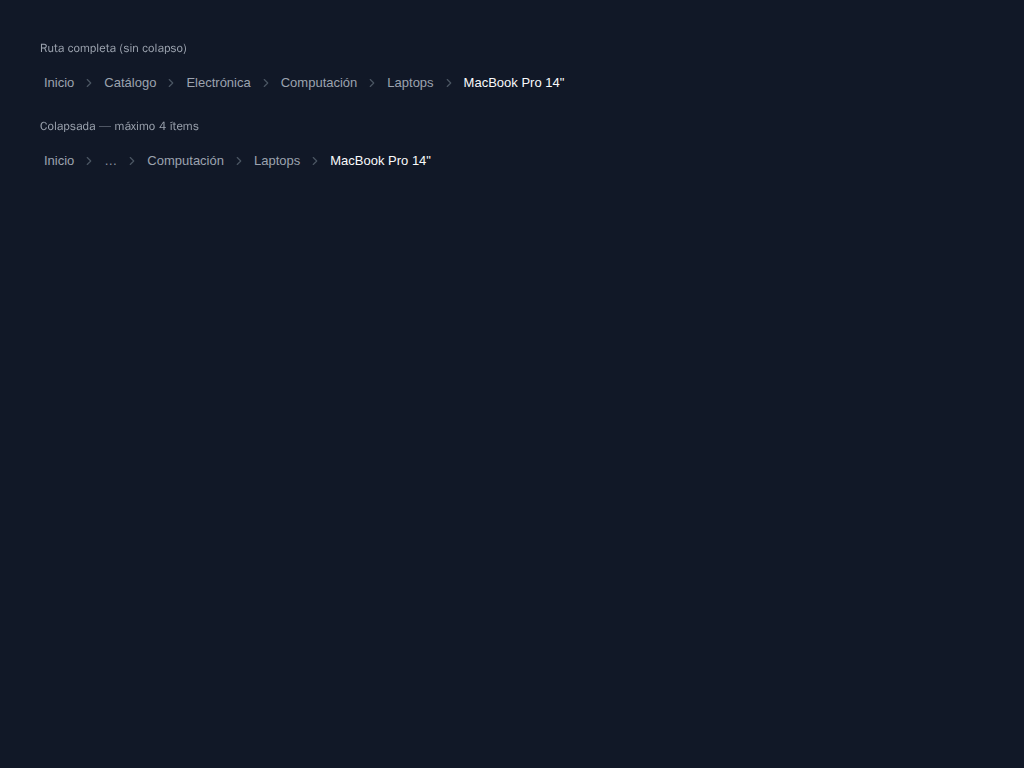 Ruta completa (sin colapso)
Inicio > Catálogo > Electrónica > Computación > Laptops > MacBook Pro 14"
Colapsada — máximo 4 ítems
Inicio > … > Computación > Laptops > MacBook Pro 14"